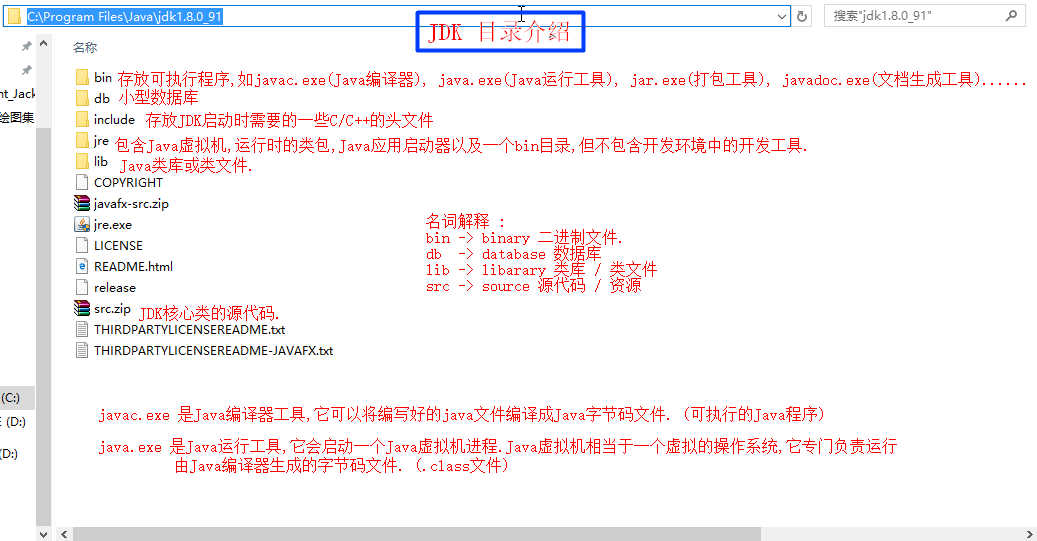 C:\Program Files\Java\jdk1.8.0_91
搜索"jdk1.8.0_91"
JDK 目录介绍
名称
bin 存放可执行程序,如javac.exe(Java编译器), java.exe(Java运行工具), jar.exe(打包工具), javadoc.exe(文档生成工具)......
nt_Jack
db 小型数据库
绘图集
include 存放JDK启动时需要的一些C/C++的头文件
jre 包含Java虚拟机,运行时的类包,Java应用启动器以及一个bin目录,但不包含开发环境中的开发工具.
lib Java类库或类文件.
COPYRIGHT
javafx-src.zip
jre.exe
LICENSE
README.html
release
src.zip JDK核心类的源代码.
THIRDPARTYLICENSEREADME.txt
THIRDPARTYLICENSEREADME-JAVAFX.txt
名词解释 :
bin -> binary 二进制文件.
db -> database 数据库
lib -> libarary 类库 / 类文件
src -> source 源代码 / 资源
(C:)
(D:)
(D:)
javac.exe 是Java编译器工具,它可以将编写好的java文件编译成Java字节码文件. (可执行的Java程序)
java.exe 是Java运行工具,它会启动一个Java虚拟机进程.Java虚拟机相当于一个虚拟的操作系统,它专门负责运行
由Java编译器生成的字节码文件. (.class文件)